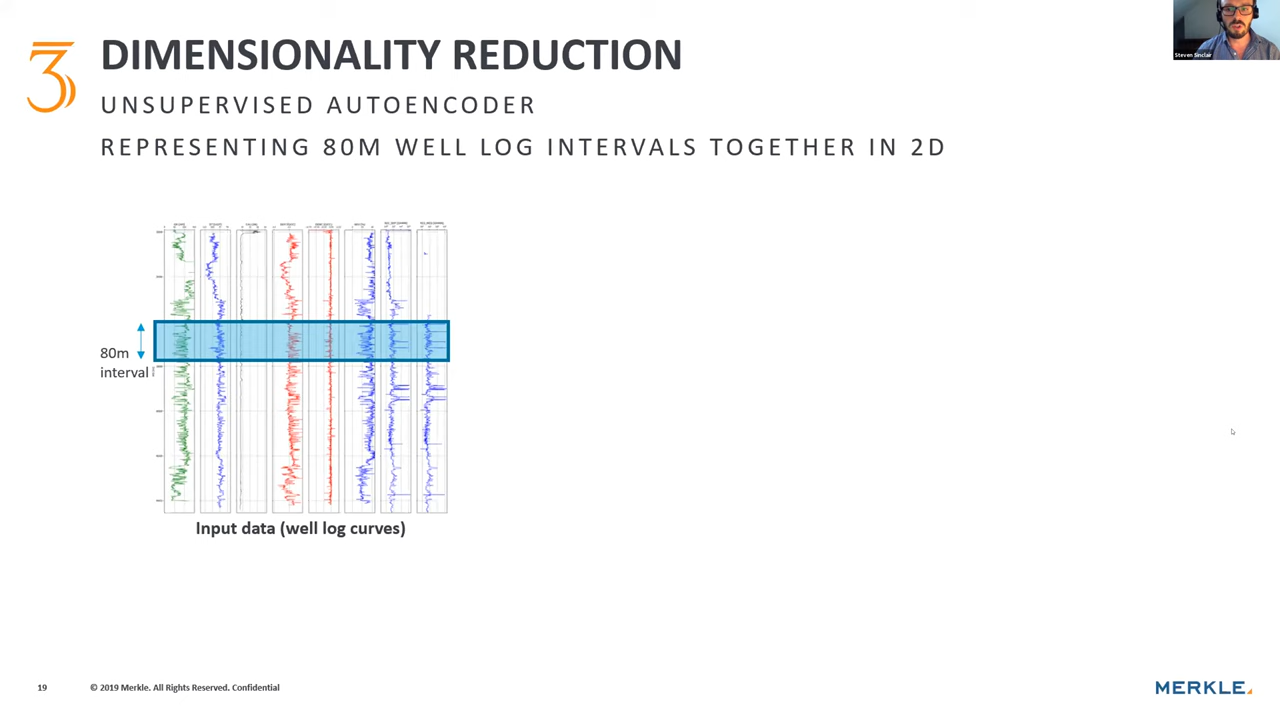 3
DIMENSIONALITY REDUCTION
UNSUPERVISED AUTOENCODER
REPRESENTING 80M WELL LOG INTERVALS TOGETHER IN 2D
Steven Sinclair
80m
interval
Input data (well log curves)
19
© 2019 Merkle. All Rights Reserved. Confidential
MERKLE.